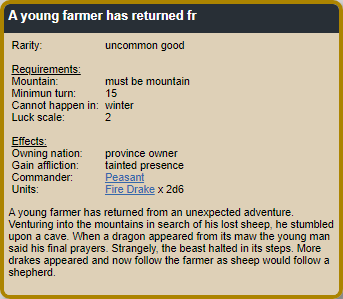 A young farmer has returned fr
Rarity: uncommon good
Requirements:
Mountain: must be mountain
Minimun turn: 15
Cannot happen in: winter
Luck scale: 2
Effects:
Owning nation: province owner
Gain affliction: tainted presence
Commander: Peasant
Units: Fire Drake x 2d6
A young farmer has returned from an unexpected adventure.
Venturing into the mountains in search of his lost sheep, he stumbled
upon a cave. When a dragon appeared from its maw the young man
said his final prayers. Strangely, the beast halted in its steps. More
drakes appeared and now follow the farmer as sheep would follow a
shepherd.